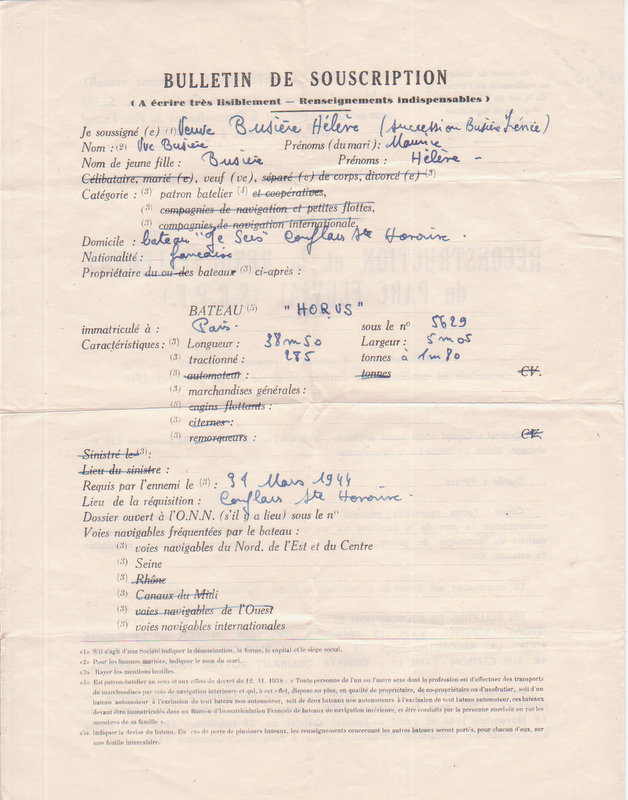 BULLETIN DE SOUSCRIPTION
( A écrire très lisiblement — Renseignements indispensables )
Je soussigné (e) (1) Veuve Busière Hélène (succession Busière Irénée)
Nom : (2) Vve Busière Prénoms (du mari) : Maurice
Nom de jeune fille : Busière Prénoms : Hélène -
Célibataire, marié (e), veuf (ve), séparé (e) de corps, divorcé (e) (3)
Catégorie : (3) patron batelier (4) et coopératives,
(3) compagnies de navigation et petites flottes,
(3) compagnies de navigation internationale
Domicile : bateau "Je Sers" Conflans Ste Honorine.
Nationalité : française
Propriétaire du ou des bateaux (3) ci-après :
BATEAU (5) "HORUS"
immatriculé à : Paris. sous le n° 5629
Caractéristiques : (3) Longueur : 38m50 Largeur : 5m05
(3) tractionné : 285 tonnes à 1m80
(3) automoteur : tonnes CV.
(3) marchandises générales :
(3) engins flottants :
(3) citernes :
(3) remorqueurs : CV.
Sinistré le (3) :
Lieu du sinistre :
Requis par l'ennemi le (3) : 31 Mars 1944
Lieu de la réquisition : Conflans Ste Honorine.
Dossier ouvert à l'O.N.N. (s'il y a lieu) sous le n°
Voies navigables fréquentées par le bateau :
(3) voies navigables du Nord, de l'Est et du Centre
(3) Seine
(3) Rhône
(3) Canaux du Midi
(3) voies navigables de l'Ouest
(3) voies navigables internationales
(1) S'il s'agit d'une Société indiquer la dénomination, la forme, le capital et le siège social.
(2) Pour les femmes mariées, indiquer le nom du mari.
(3) Rayer les mentions inutiles.
(4) Est patron-batelier au sens et aux effets du décret du 12. 11. 1938 : « Toute personne de l'un ou l'autre sexe dont la profession est d'effectuer des transports
de marchandises par voie de navigation intérieure et qui, à cet effet, dispose au plus, en qualité de propriétaire, de co-propriétaire ou d'usufruitier, soit d'un
bateau automoteur à l'exclusion de tout bateau non automoteur, soit de deux bateaux non automoteurs à l'exclusion de tout bateau automoteur, ces bateaux
devant être immatriculés dans un Bureau d'Immatriculation Français de bateaux de navigation intérieure, et être conduits par la personne susvisée ou par les
membres de sa famille ».
(5) Indiquer la devise du bateau. En cas de perte de plusieurs bateaux, les renseignements concernant les autres bateaux seront portés, pour chacun d'eux, sur
une feuille intercalaire.